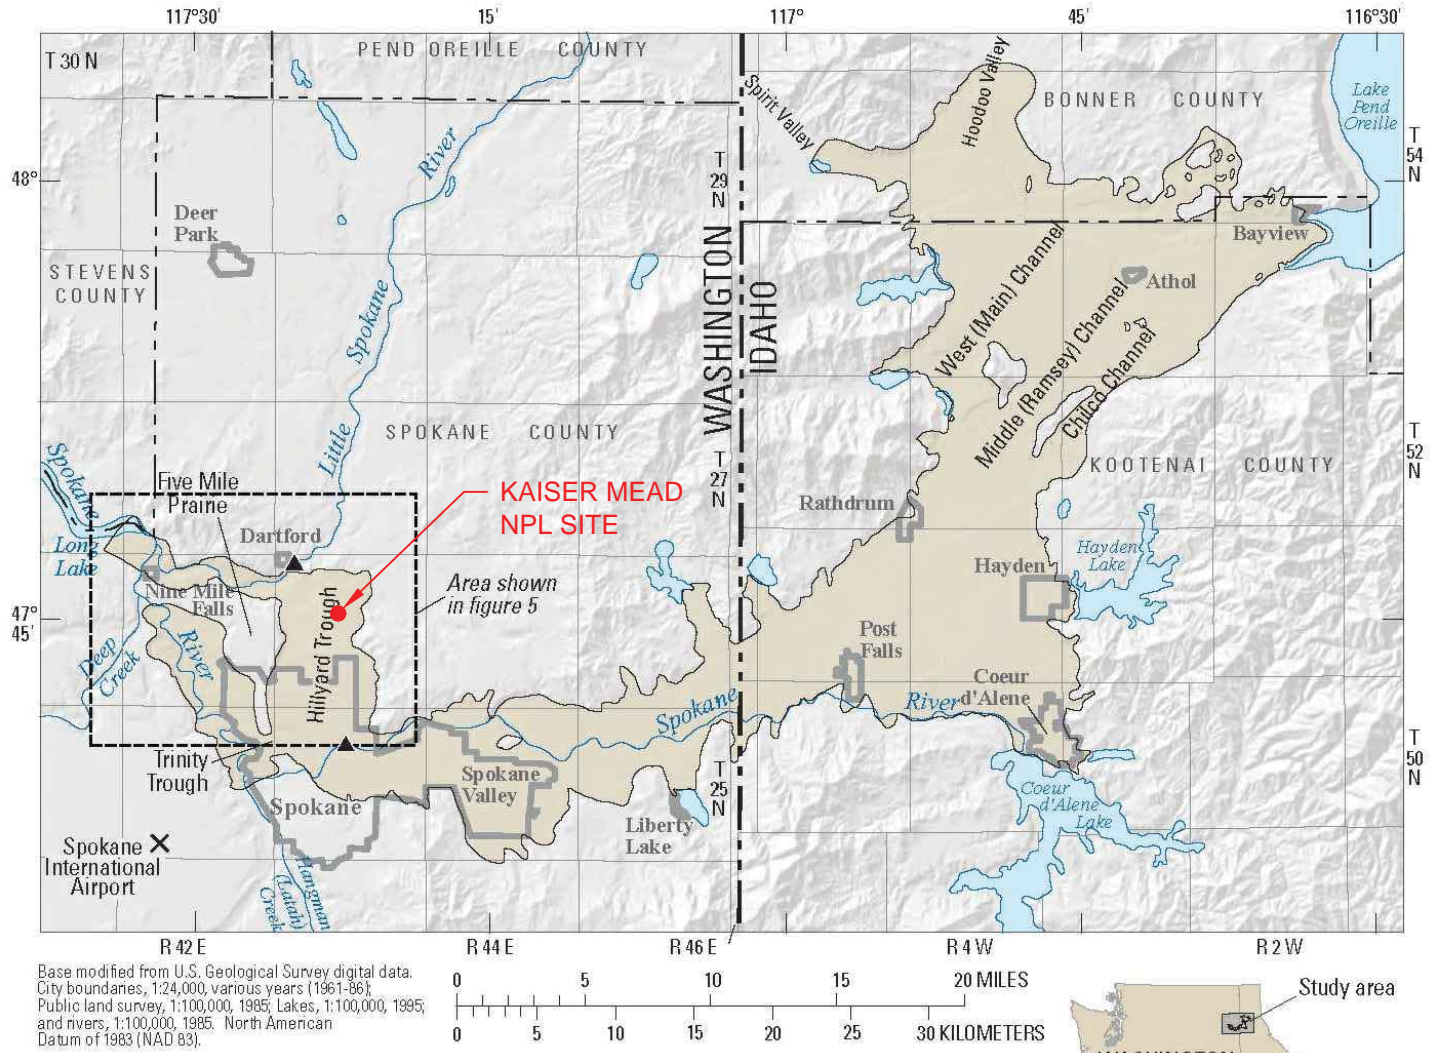 117°30'
15'
117°
45'
116°30'
T 30 N
PEND OREILLE COUNTY
Spirit Valley
Hoodoo Valley
BONNER COUNTY
Lake
Pend
Oreille
T
54
N
48°
T
29
N
River
Deer
Park
STEVENS
COUNTY
Bayview
Athol
WASHINGTON
IDAHO
West (Main) Channel
Middle (Ramsey) Channel
Chilco Channel
Little Spokane
SPOKANE COUNTY
KOOTENAI COUNTY
T
52
N
T
27
N
Spokane
Five Mile
Prairie
KAISER MEAD
NPL SITE
Rathdrum
Dartford
Long
Lake
Hayden
Lake
Hayden
Nine Mile
Falls
Area shown
in figure 5
47°
45'
Hillyard Trough
Deep
Creek
River
Post
Falls
Coeur
d'Alene
Spokane
River
Trinity
Trough
Spokane
Valley
T
25
N
T
50
N
Spokane
Liberty
Lake
Coeur
d'Alene
Lake
Spokane
International
Airport
Hangman
(Latah)
Creek
R 42 E
R 44 E
R 46 E
R 4 W
R 2 W
Base modified from U.S. Geological Survey digital data.
City boundaries, 1:24,000, various years (1961-86);
Public land survey, 1:100,000, 1985; Lakes, 1:100,000, 1995;
and rivers, 1:100,000, 1985. North American
Datum of 1983 (NAD 83).
0 5 10 15 20 MILES
0 5 10 15 20 25 30 KILOMETERS
Study area
WASHINGTON